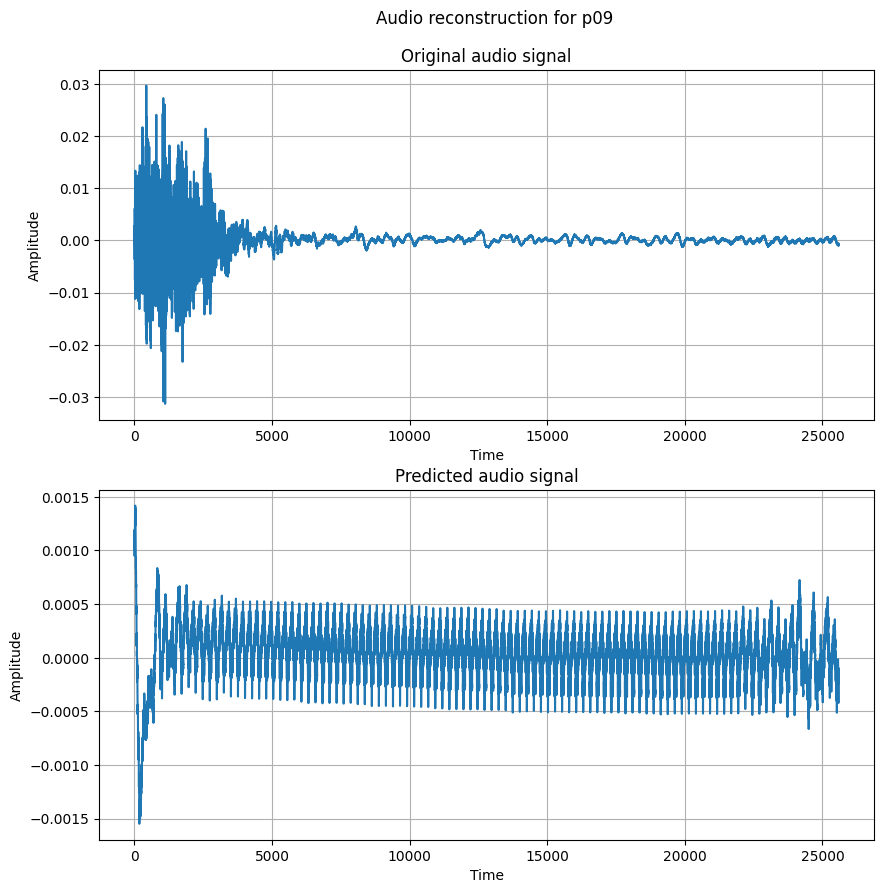 Audio reconstruction for p09
Original audio signal
0.03
0.02
0.01
0.00
−0.01
−0.02
−0.03
Amplitude
0 5000 10000 15000 20000 25000
Time
Predicted audio signal
0.0015
0.0010
0.0005
0.0000
−0.0005
−0.0010
−0.0015
Amplitude
0 5000 10000 15000 20000 25000
Time